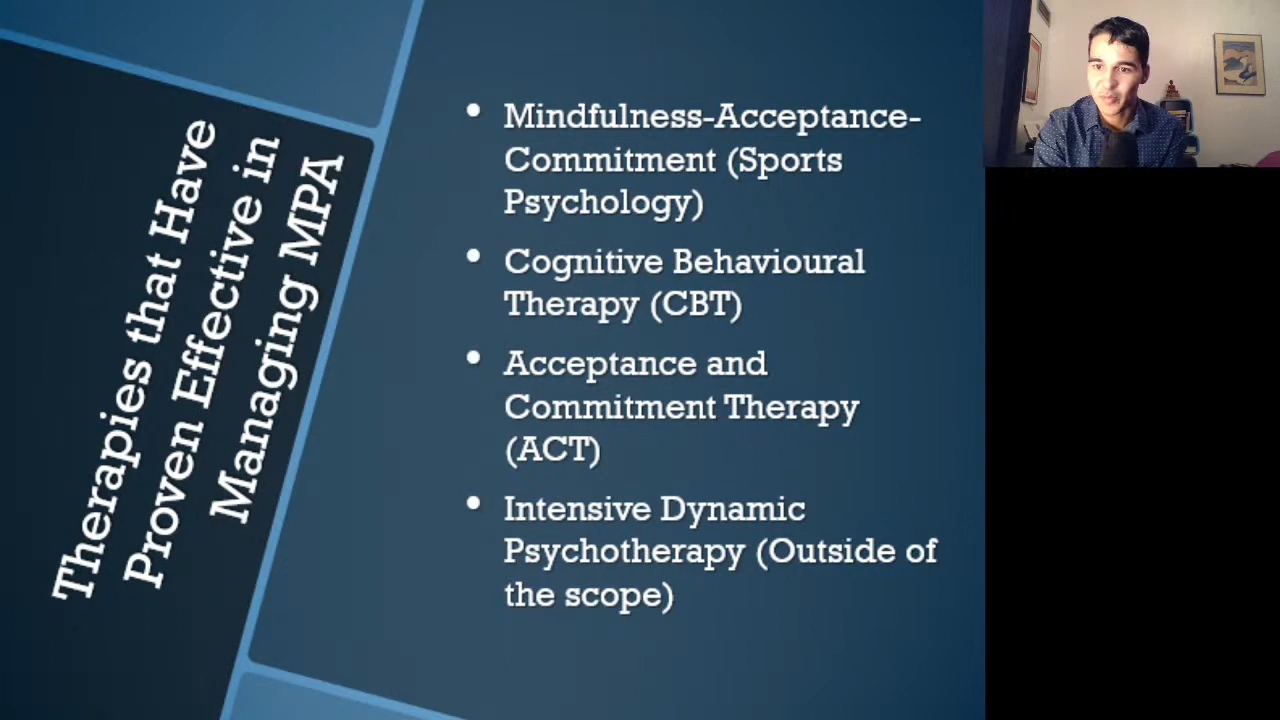 Therapies that Have
Proven Effective in
Managing MPA
• Mindfulness-Acceptance-
Commitment (Sports
Psychology)
• Cognitive Behavioural
Therapy (CBT)
• Acceptance and
Commitment Therapy
(ACT)
• Intensive Dynamic
Psychotherapy (Outside of
the scope)